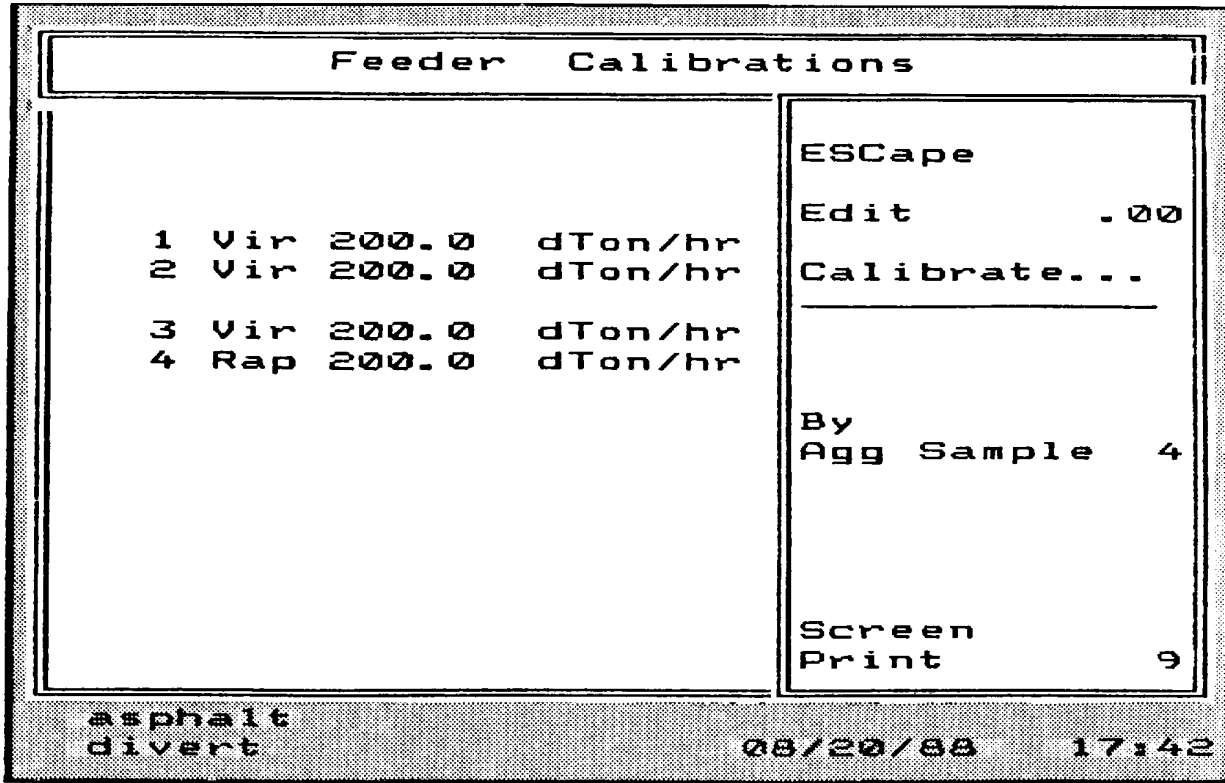 Feeder Calibrations
1 Vir 200.0 dTon/hr
2 Vir 200.0 dTon/hr
3 Vir 200.0 dTon/hr
4 Rap 200.0 dTon/hr
ESCape
Edit .00
Calibrate...
By
Agg Sample 4
Screen
Print 9
asphalt
divert 08/20/88 17:42